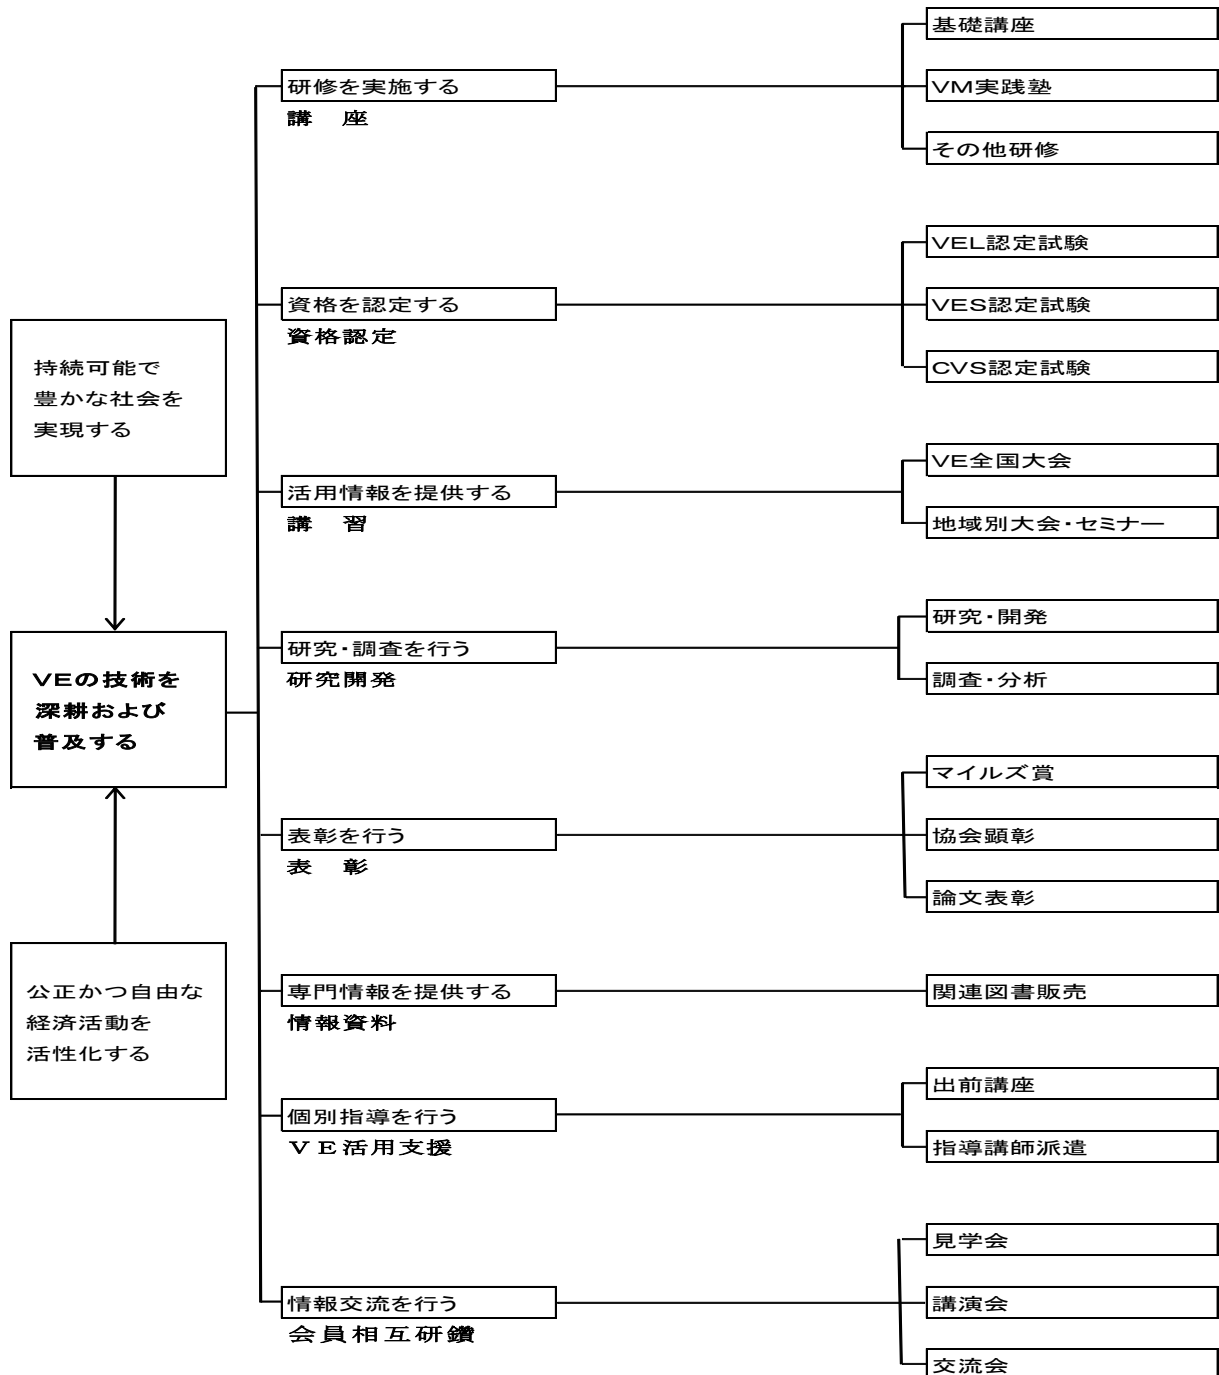 持続可能で
豊かな社会を
実現する
VEの技術を
深耕および
普及する
公正かつ自由な
経済活動を
活性化する
研修を実施する
講　座
基礎講座
VM実践塾
その他研修
資格を認定する
資格認定
VEL認定試験
VES認定試験
CVS認定試験
活用情報を提供する
講　習
VE全国大会
地域別大会・セミナー
研究・調査を行う
研究開発
研究・開発
調査・分析
表彰を行う
表　彰
マイルズ賞
協会顕彰
論文表彰
専門情報を提供する
情報資料
関連図書販売
個別指導を行う
ＶＥ活用支援
出前講座
指導講師派遣
情報交流を行う
会員相互研鑽
見学会
講演会
交流会